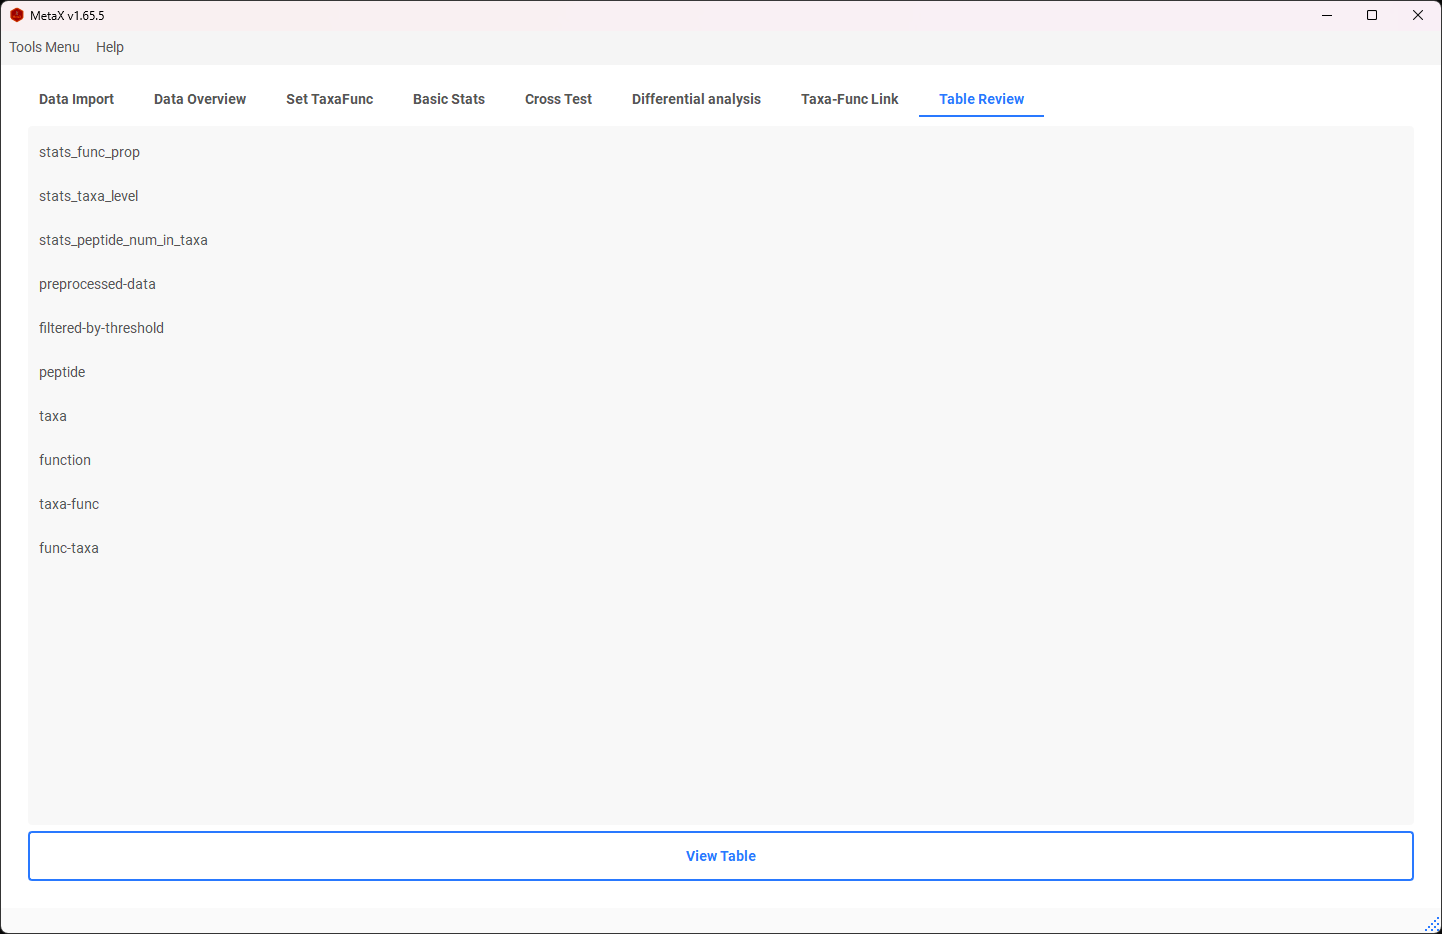 MetaX v1.65.5
Tools Menu Help
Data Import Data Overview Set TaxaFunc Basic Stats Cross Test Differential analysis Taxa-Func Link Table Review
stats_func_prop
stats_taxa_level
stats_peptide_num_in_taxa
preprocessed-data
filtered-by-threshold
peptide
taxa
function
taxa-func
func-taxa
View Table